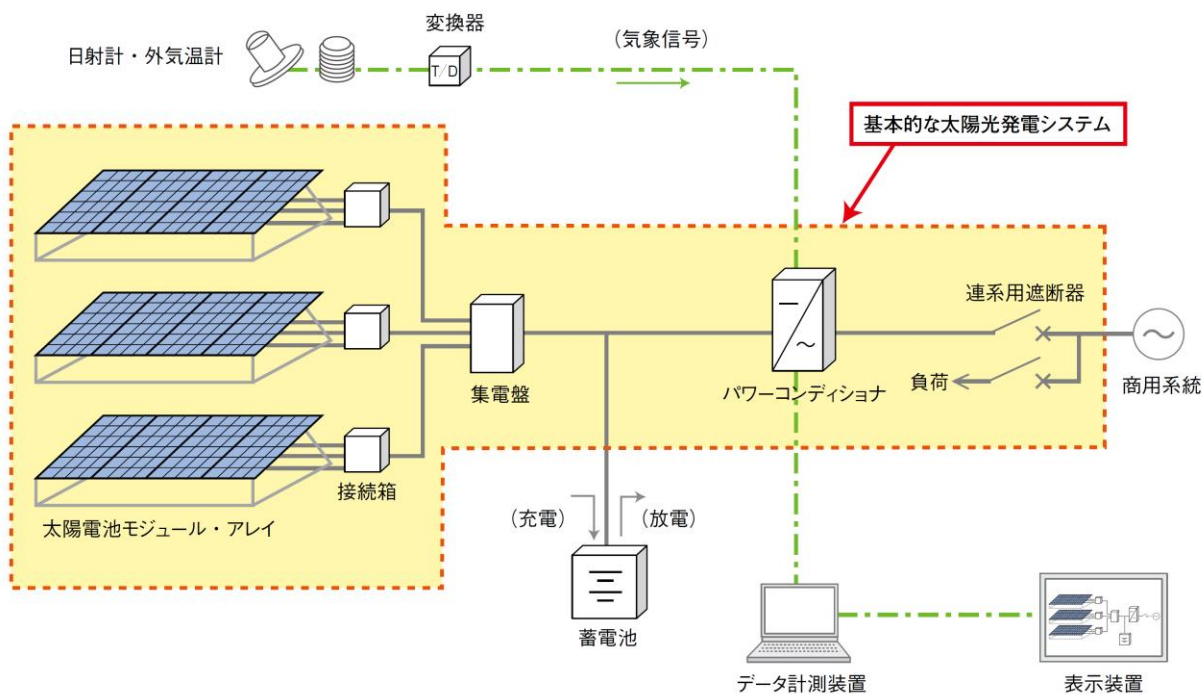 変換器
(気象信号)
日射計・外気温計
T/D
基本的な太陽光発電システム
連系用遮断器
集電盤
パワーコンディショナ
負荷
商用系統
接続箱
太陽電池モジュール・アレイ
(充電)
(放電)
蓄電池
データ計測装置
表示装置